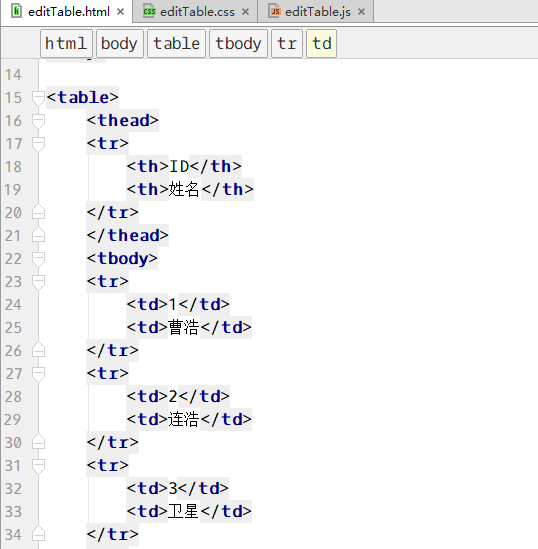 editTable.html × editTable.css × editTable.js ×
html body table tbody tr td
14
15 <table>
16 <thead>
17 <tr>
18 <th>ID</th>
19 <th>姓名</th>
20 </tr>
21 </thead>
22 <tbody>
23 <tr>
24 <td>1</td>
25 <td>曹浩</td>
26 </tr>
27 <tr>
28 <td>2</td>
29 <td>连浩</td>
30 </tr>
31 <tr>
32 <td>3</td>
33 <td>卫星</td>
34 </tr>